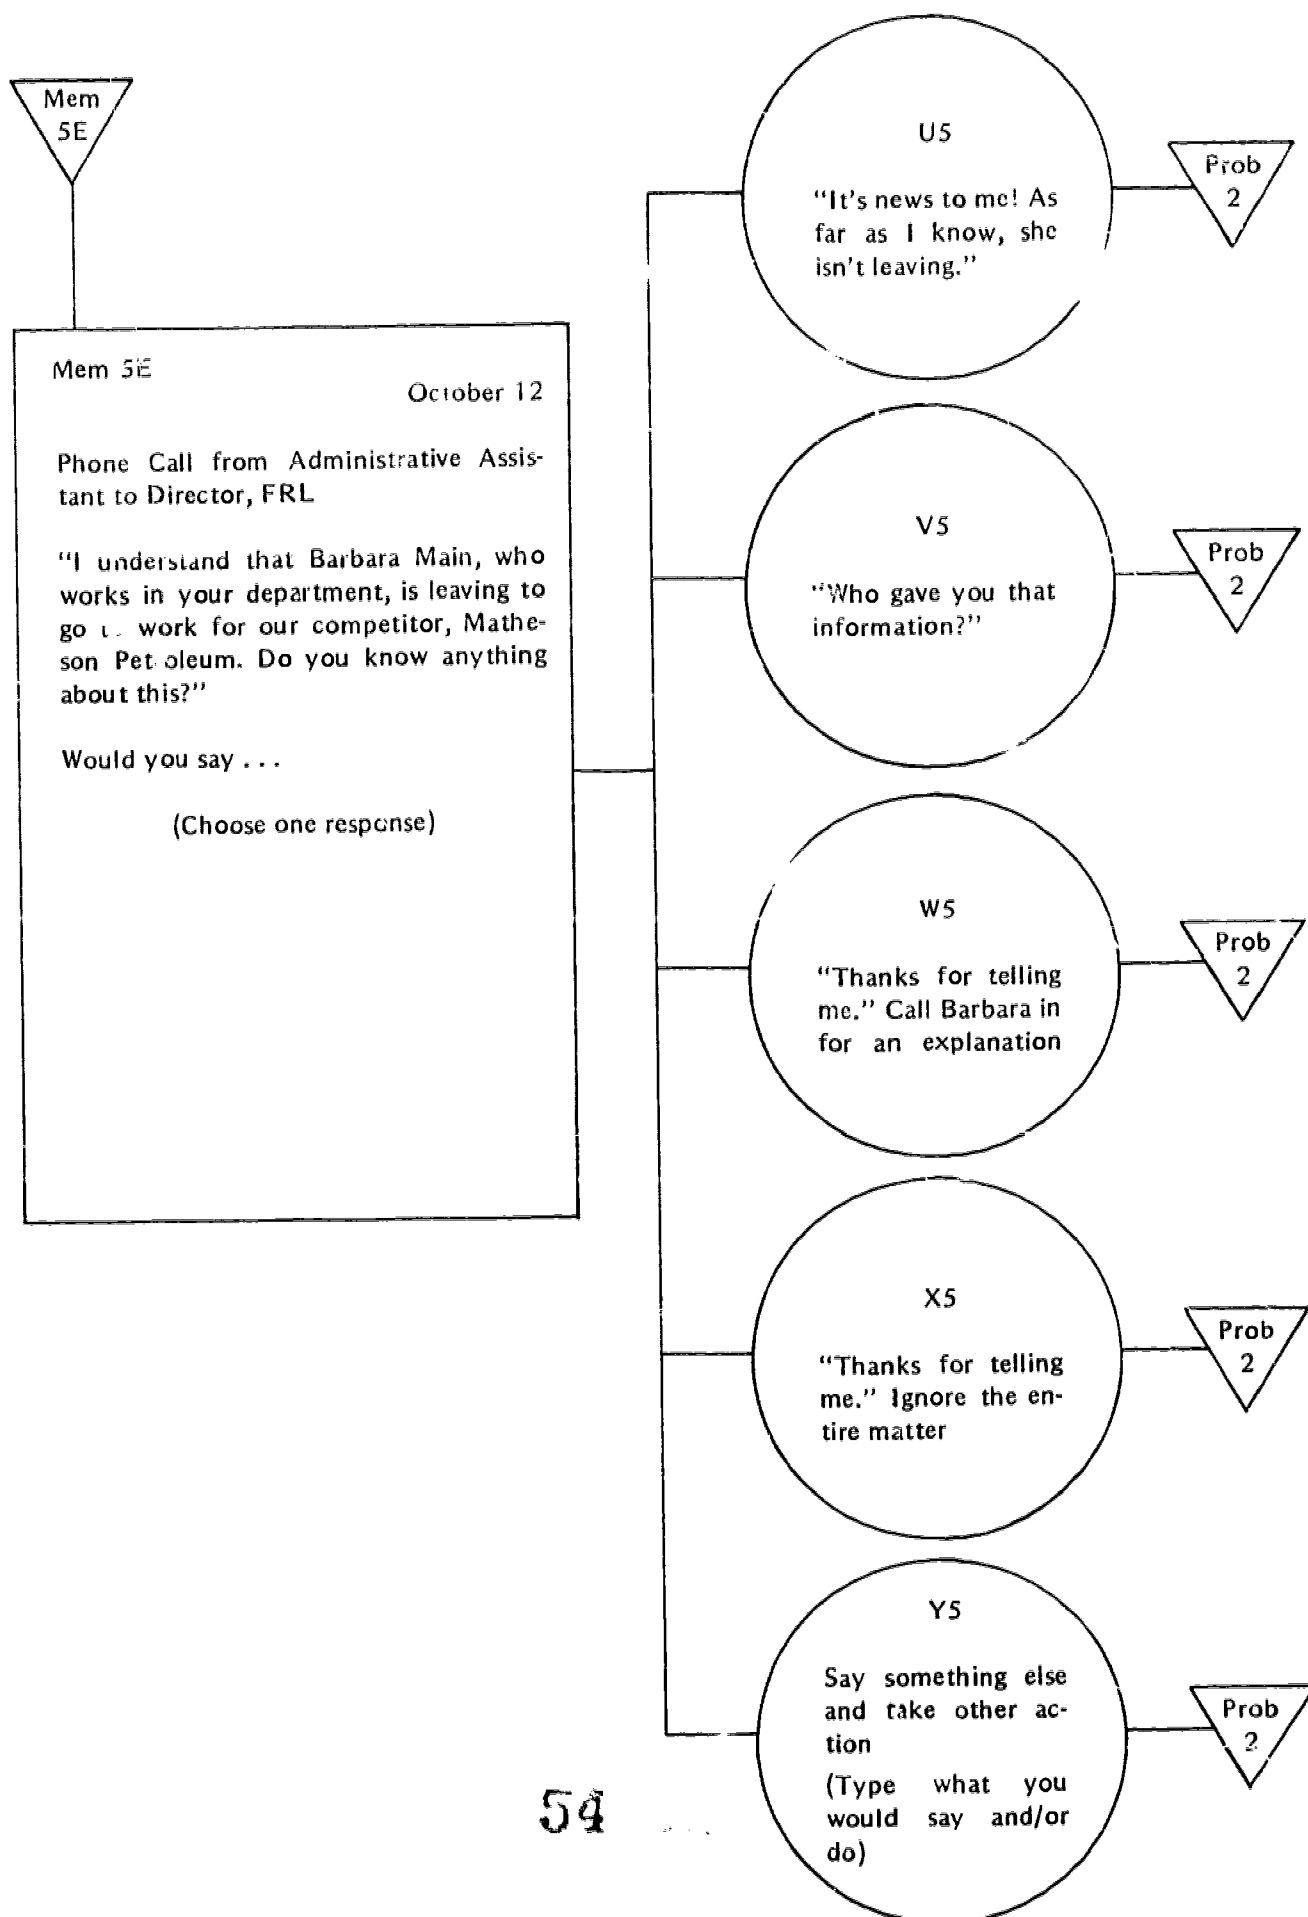 Mem
5E
Mem 5E
October 12
Phone Call from Administrative Assis-
tant to Director, FRL
“I understand that Barbara Main, who
works in your department, is leaving to
go work for our competitor, Mathe-
son Pet oleum. Do you know anything
about this?”
Would you say . . .
(Choose one response)
U5
“It's news to me! As
far as I know, she
isn't leaving.”
Prob
2
V5
“Who gave you that
information?”
Prob
2
W5
“Thanks for telling
me.” Call Barbara in
for an explanation
Prob
2
X5
“Thanks for telling
me.” Ignore the en-
tire matter
Prob
2
Y5
Say something else
and take other ac-
tion
(Type what you
would say and/or
do)
Prob
2
54